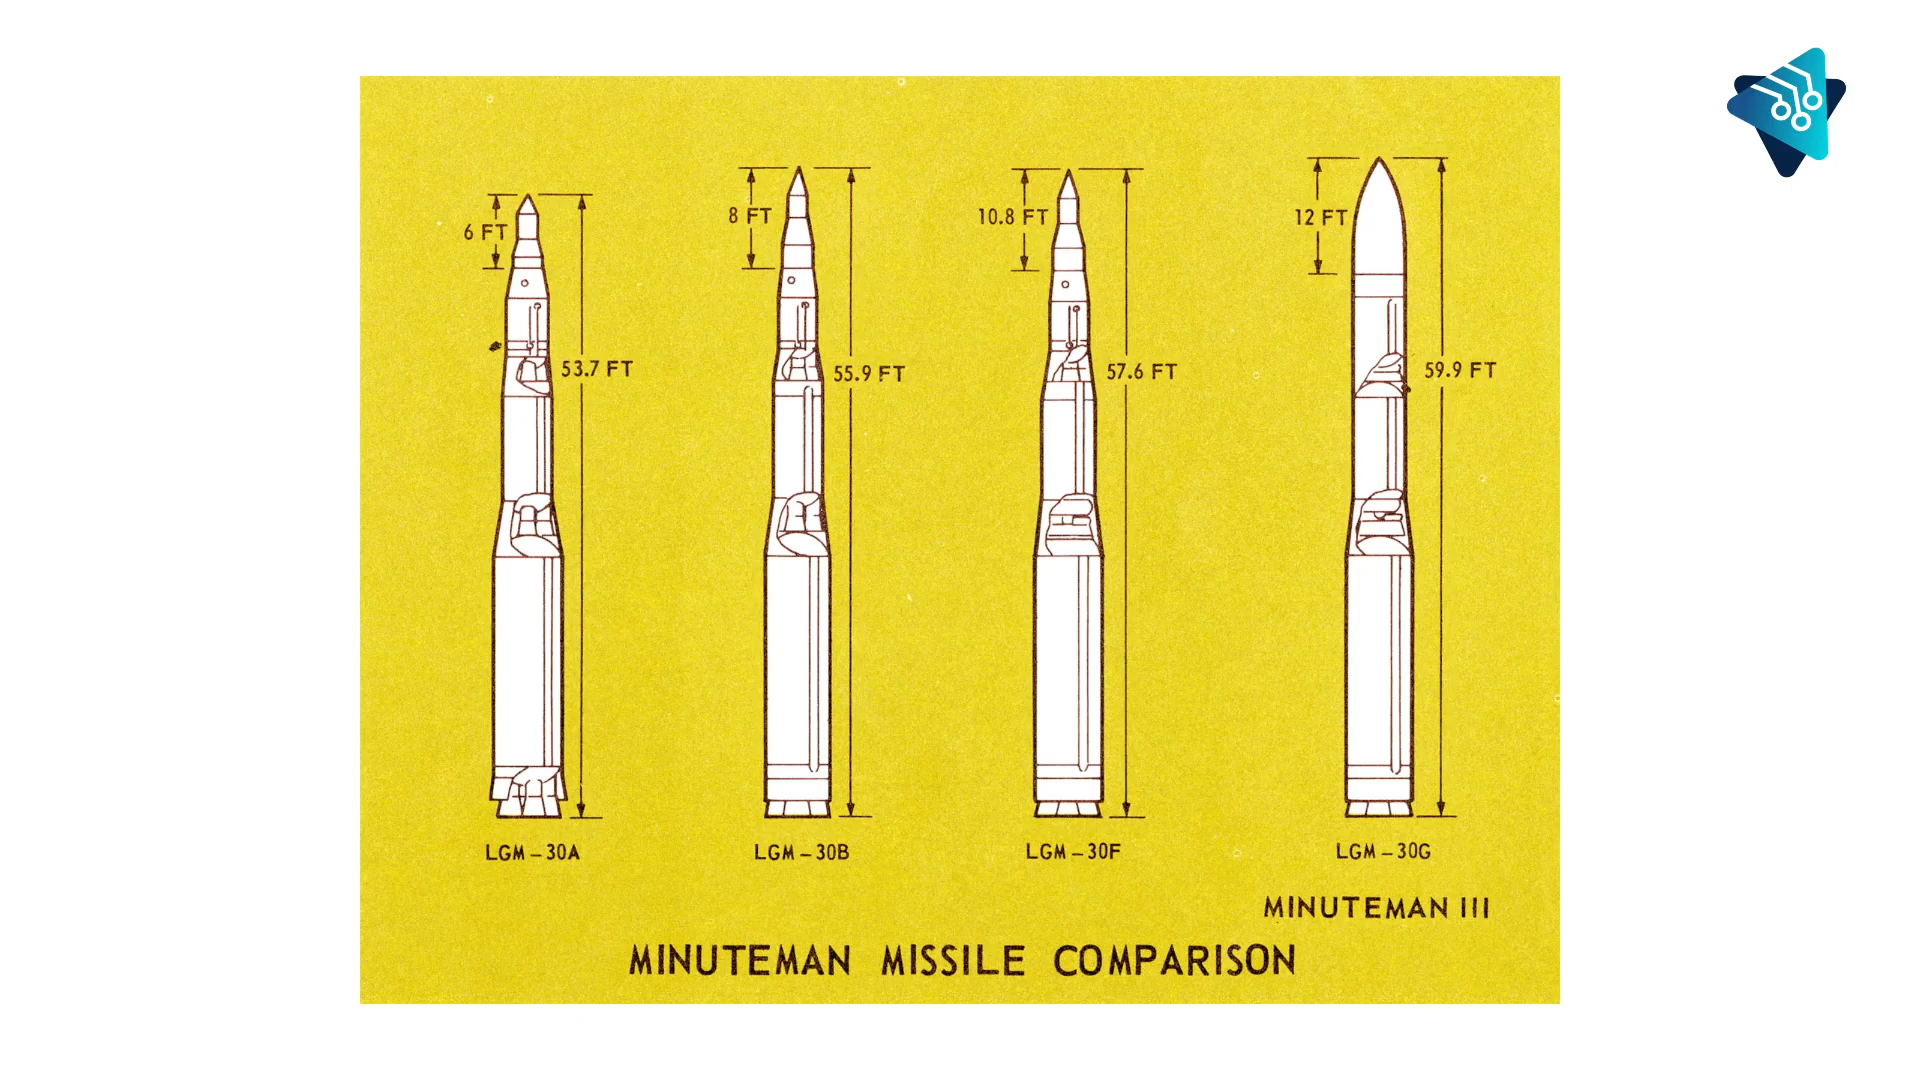 6 FT
53.7 FT
LGM – 30A
8 FT
55.9 FT
LGM – 30B
10.8 FT
57.6 FT
LGM – 30F
12 FT
59.9 FT
LGM – 30G
MINUTEMAN III
MINUTEMAN MISSILE COMPARISON